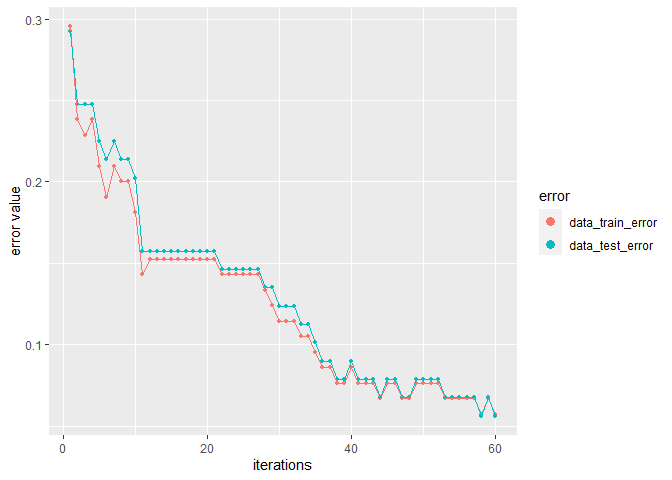 0.3
0.2
0.1
error value
0
20
40
60
iterations
error
data_train_error
data_test_error